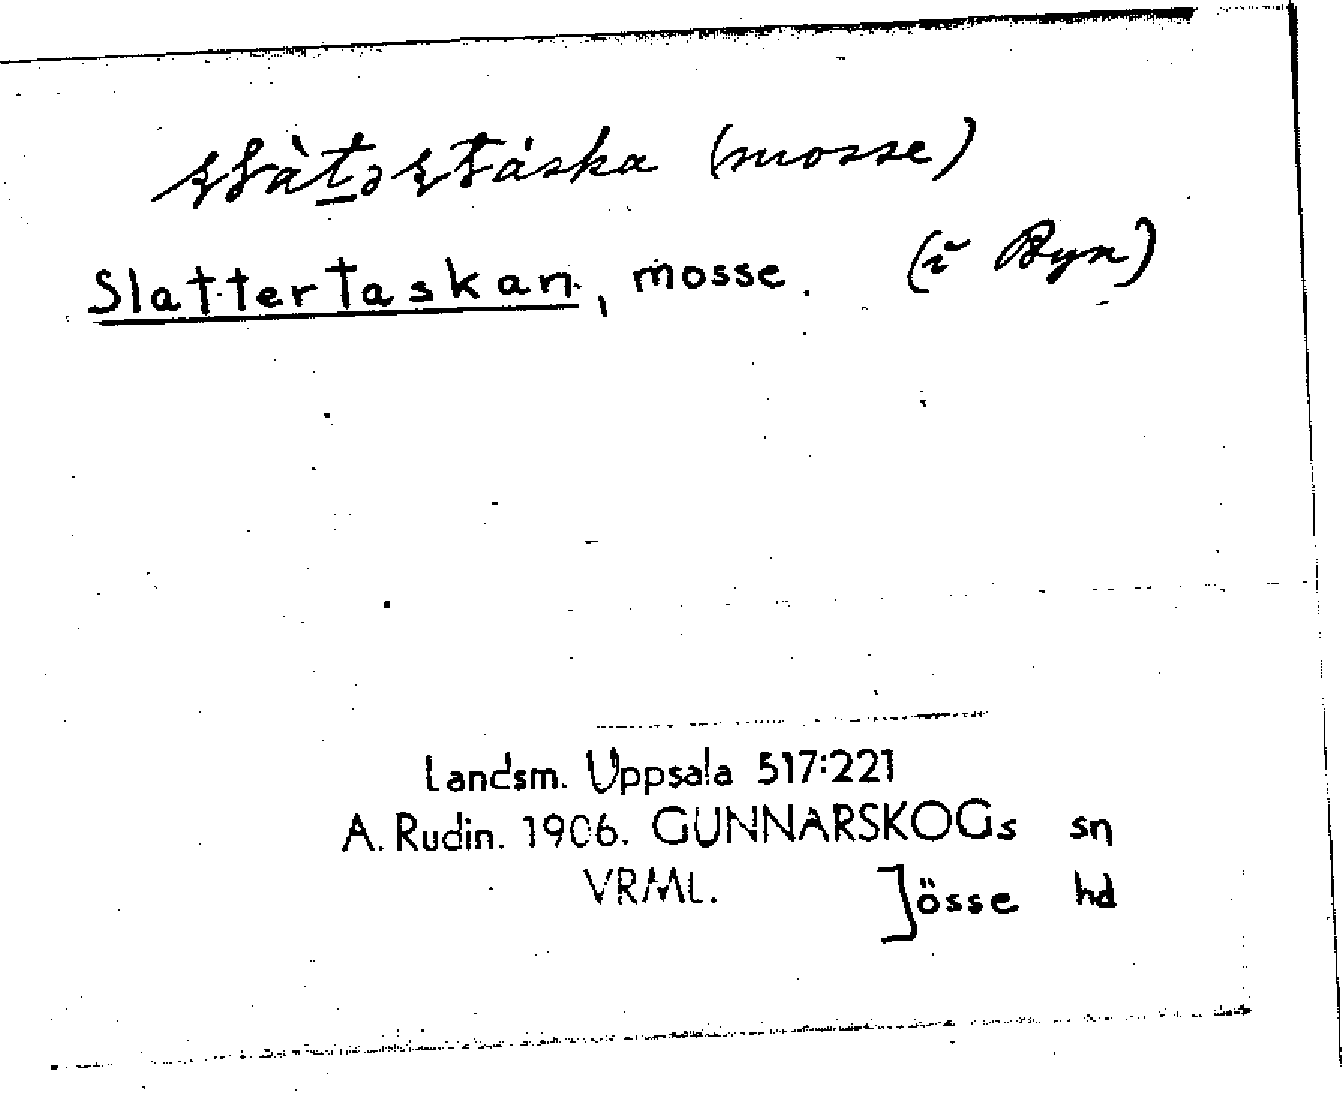 (mosse)
Slattertaskan, mosse. (i Byn)
Landsm. Uppsala 517:221
A. Rudin. 1906. GUNNARSKOGs sn
VRML. Jösse hd